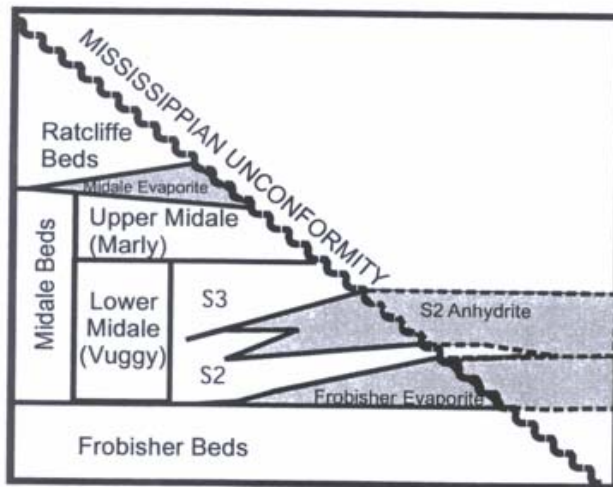 MISSISSIPPIAN UNCONFORMITY
Ratcliffe
Beds
Midale Evaporite
Upper Midale
(Marly)
Midale Beds
Lower
Midale
(Vuggy)
S3
S2 Anhydrite
S2
Frobisher Evaporite
Frobisher Beds